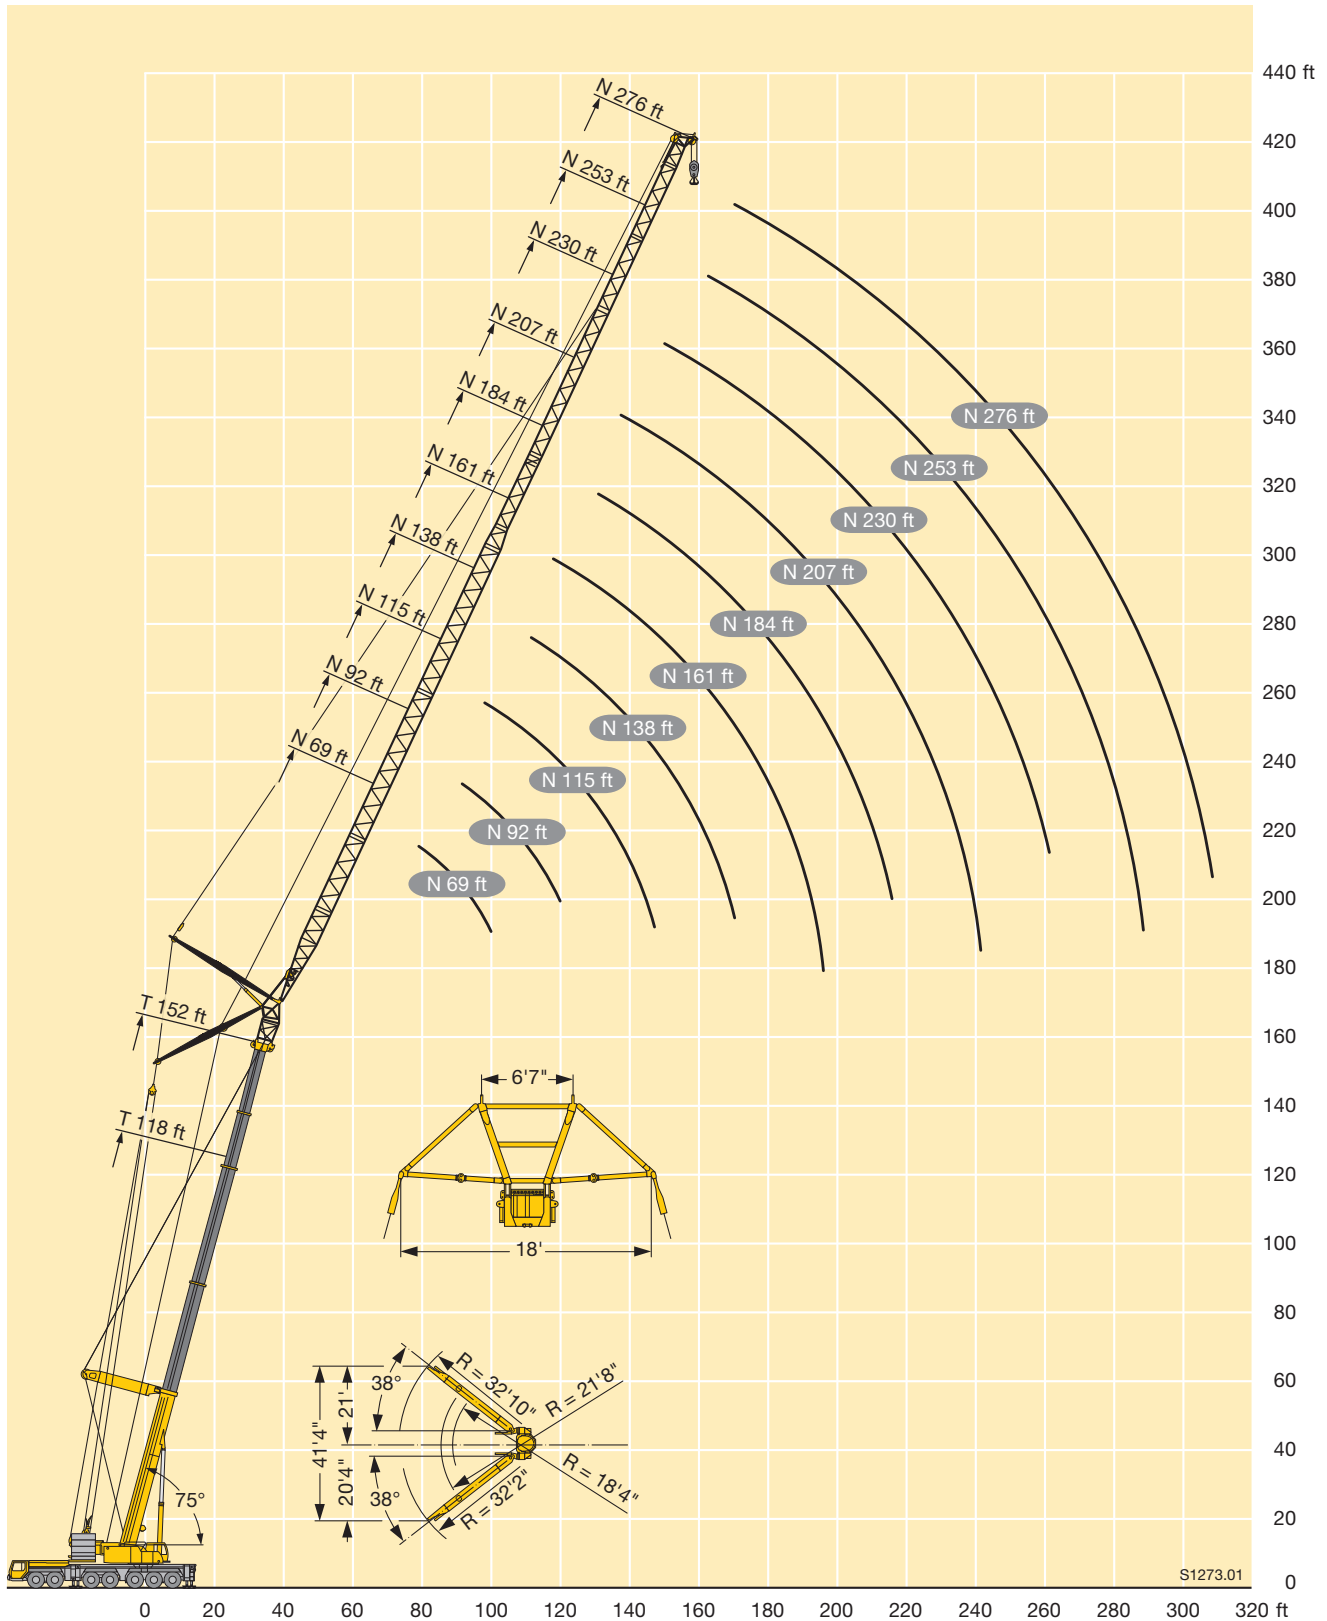 440 ft
420
400
380
360
340
320
300
280
260
240
220
200
180
160
140
120
100
80
60
40
20
0
N 276 ft
N 253 ft
N 230 ft
N 207 ft
N 184 ft
N 161 ft
N 138 ft
N 115 ft
N 92 ft
N 69 ft
T 152 ft
T 118 ft
N 276 ft
N 253 ft
N 230 ft
N 207 ft
N 184 ft
N 161 ft
N 138 ft
N 115 ft
N 92 ft
N 69 ft
6'7"
18'
38°
R = 32'10"
R = 21'8"
21'
41'4"
20'4"
38°
R = 32'2"
R = 18'4"
75°
S1273.01
0 20 40 60 80 100 120 140 160 180 200 220 240 260 280 300 320 ft